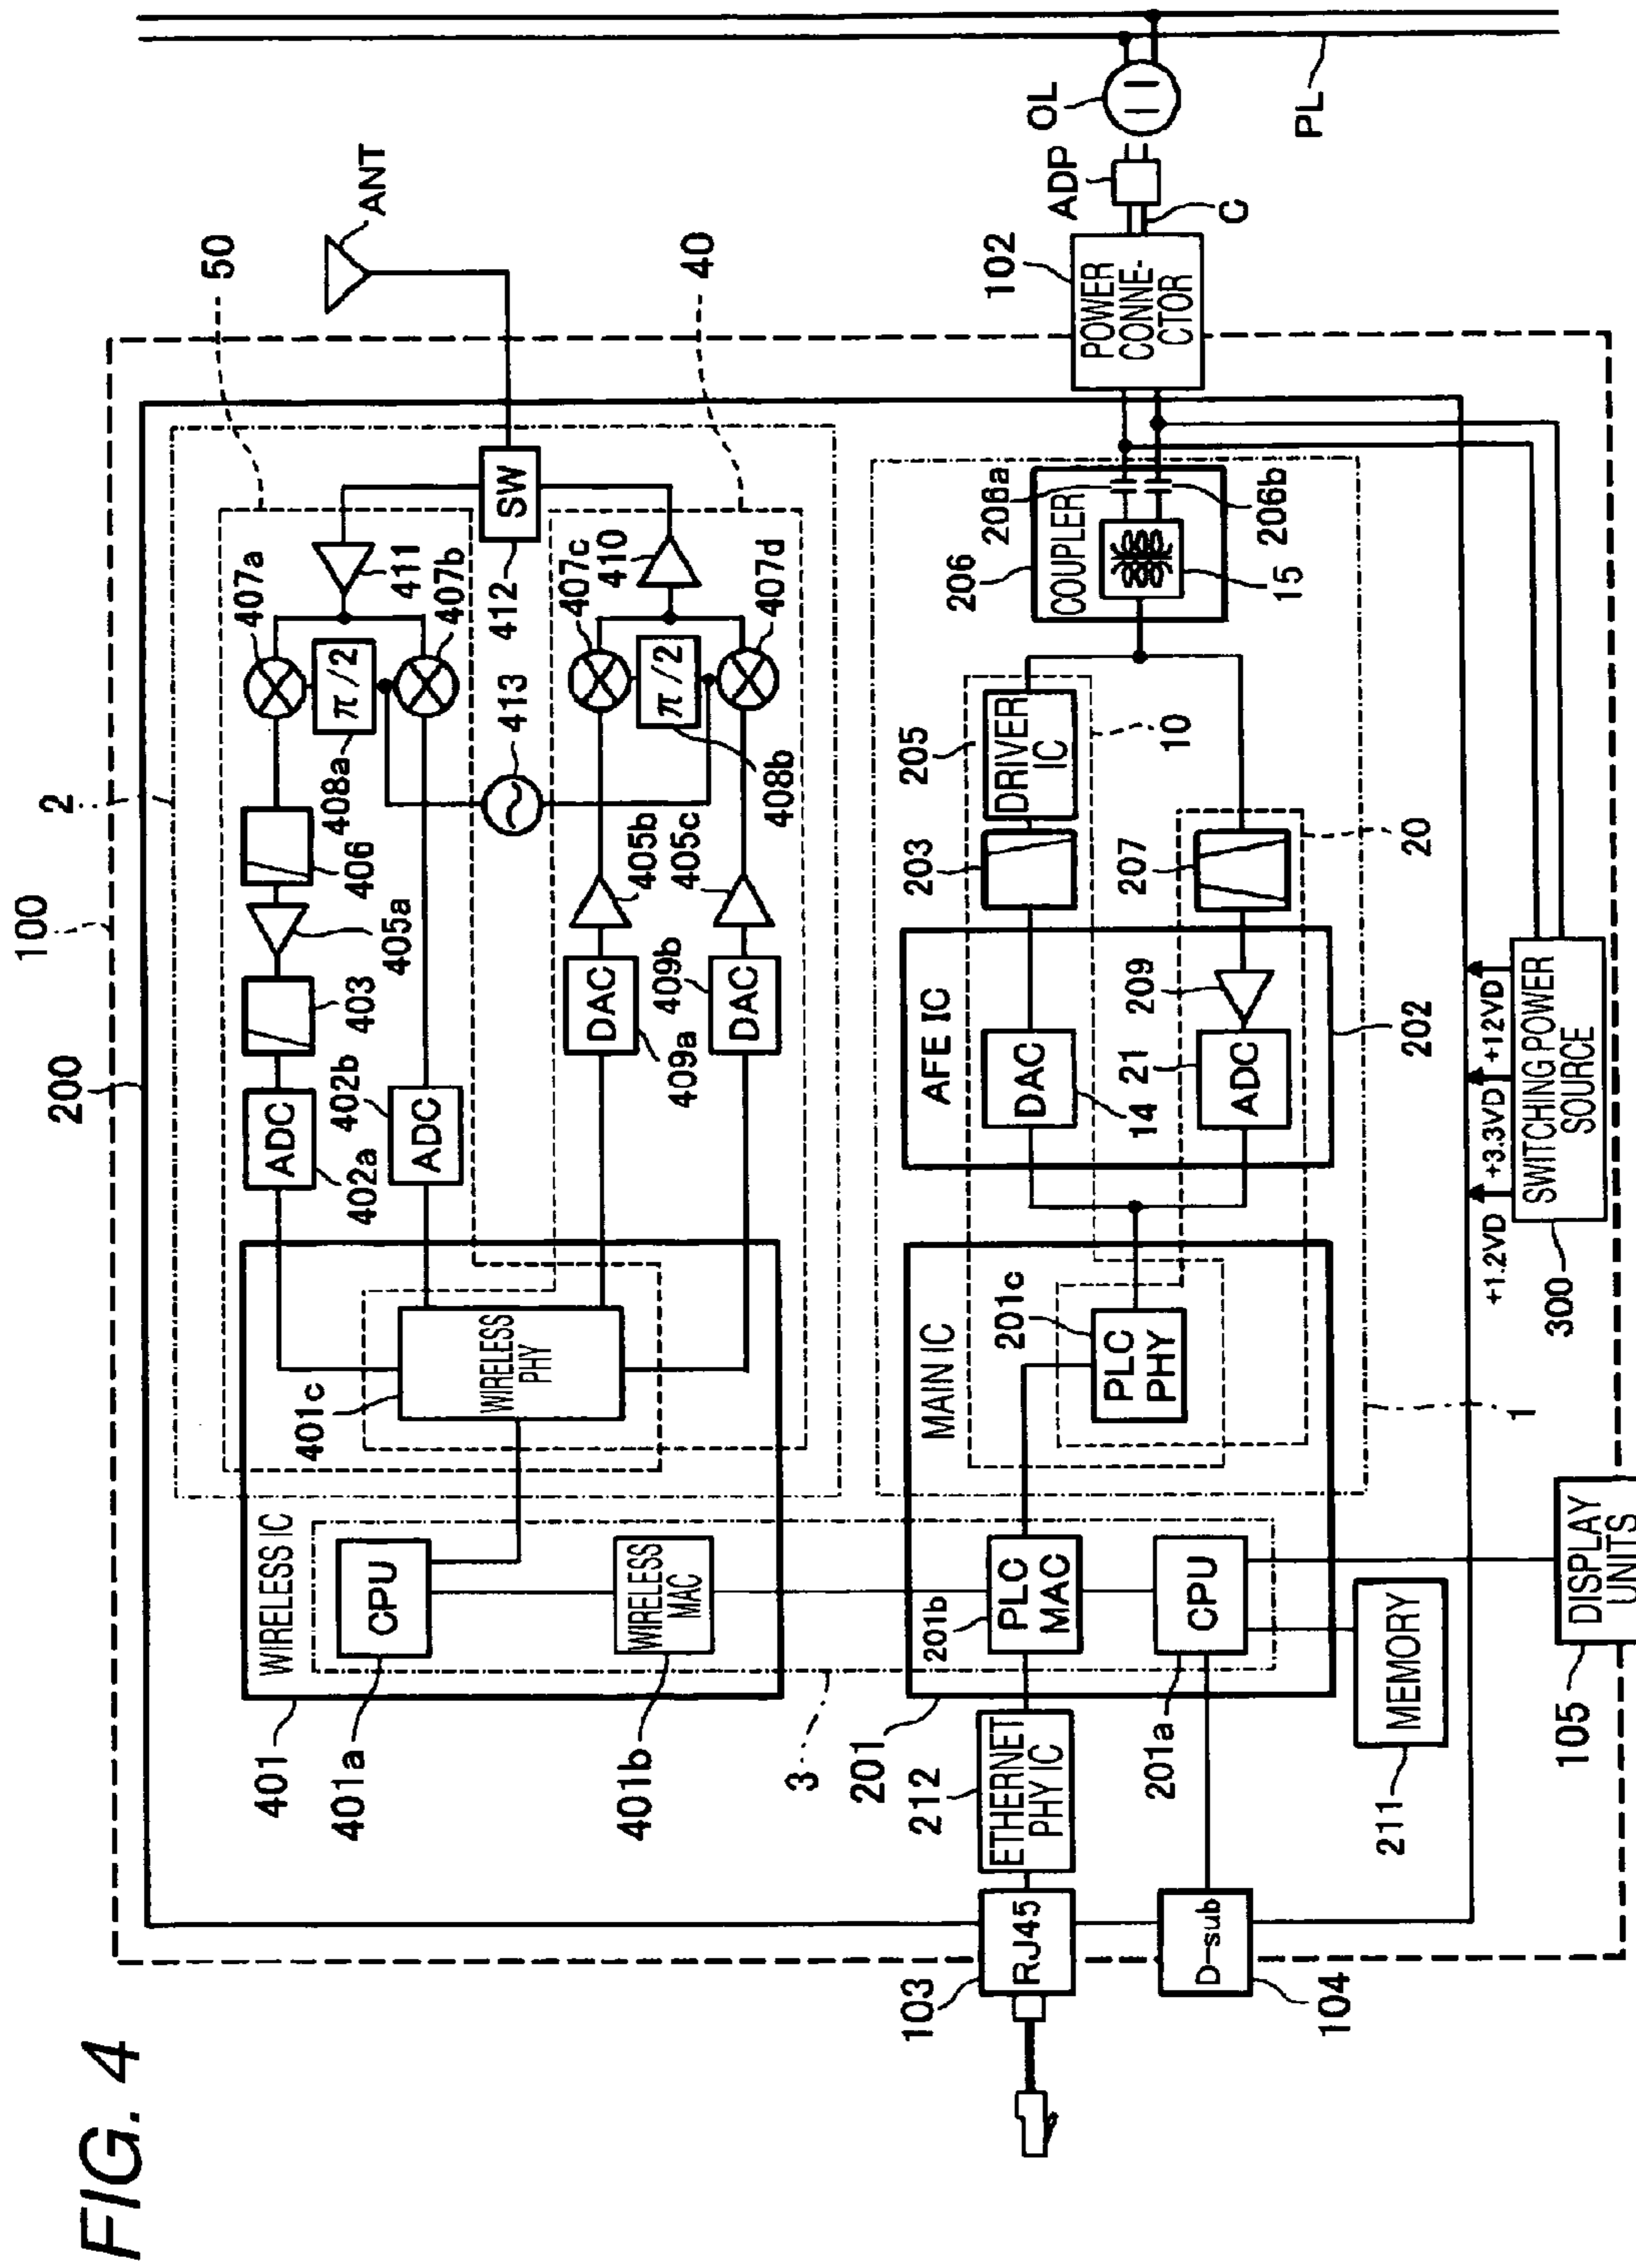 FIG. 4
100
200
2
50
40
ANT
WIRELESS IC
401
CPU
401a
WIRELESS
MAC
401b
401c
WIRELESS
PHY
ADC
402a
ADC
402b
403
405a
406
408a
π/2
407a
407b
411
SW
412
413
DAC
409a
DAC
409b
405b
405c
407c
π/2
408b
407d
410
3
MAIN IC
201
PLC
MAC
201b
CPU
201a
201c
PLC
PHY
AFE IC
202
DAC
14
ADC
21
209
203
207
205
DRIVER
IC
10
20
COUPLER
206
206a
206b
15
1
POWER
CONNE-
CTOR
102
ADP
C
OL
PL
RJ45
103
ETHERNET
PHY IC
212
D-sub
104
MEMORY
211
DISPLAY
UNITS
105
SWITCHING POWER
SOURCE
300
+1.2VD
+3.3VD
+12VD